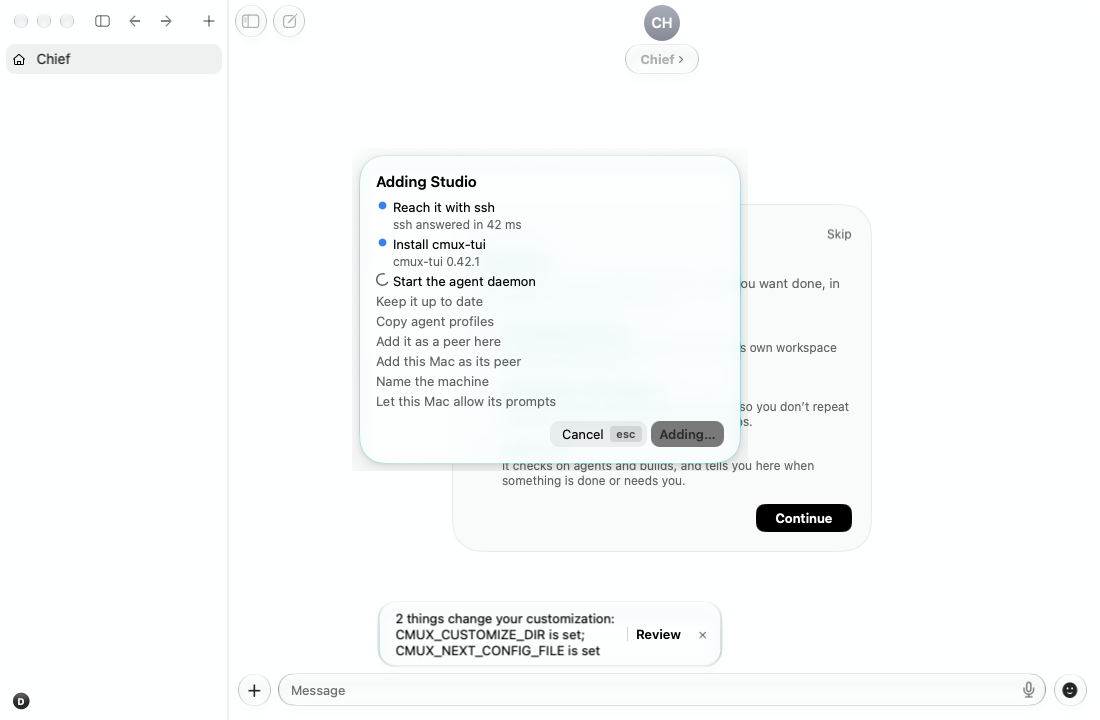 Chief
CH
Chief ›
Adding Studio
Reach it with ssh
ssh answered in 42 ms
Install cmux-tui
cmux-tui 0.42.1
Start the agent daemon
Keep it up to date
Copy agent profiles
Add it as a peer here
Add this Mac as its peer
Name the machine
Let this Mac allow its prompts
Cancel esc Adding...
Skip
ou want done, in
s own workspace
so you don’t repeat
s.
It checks on agents and builds, and tells you here when
something is done or needs you.
Continue
2 things change your customization:
CMUX_CUSTOMIZE_DIR is set;
CMUX_NEXT_CONFIG_FILE is set
Review ×
Message
D